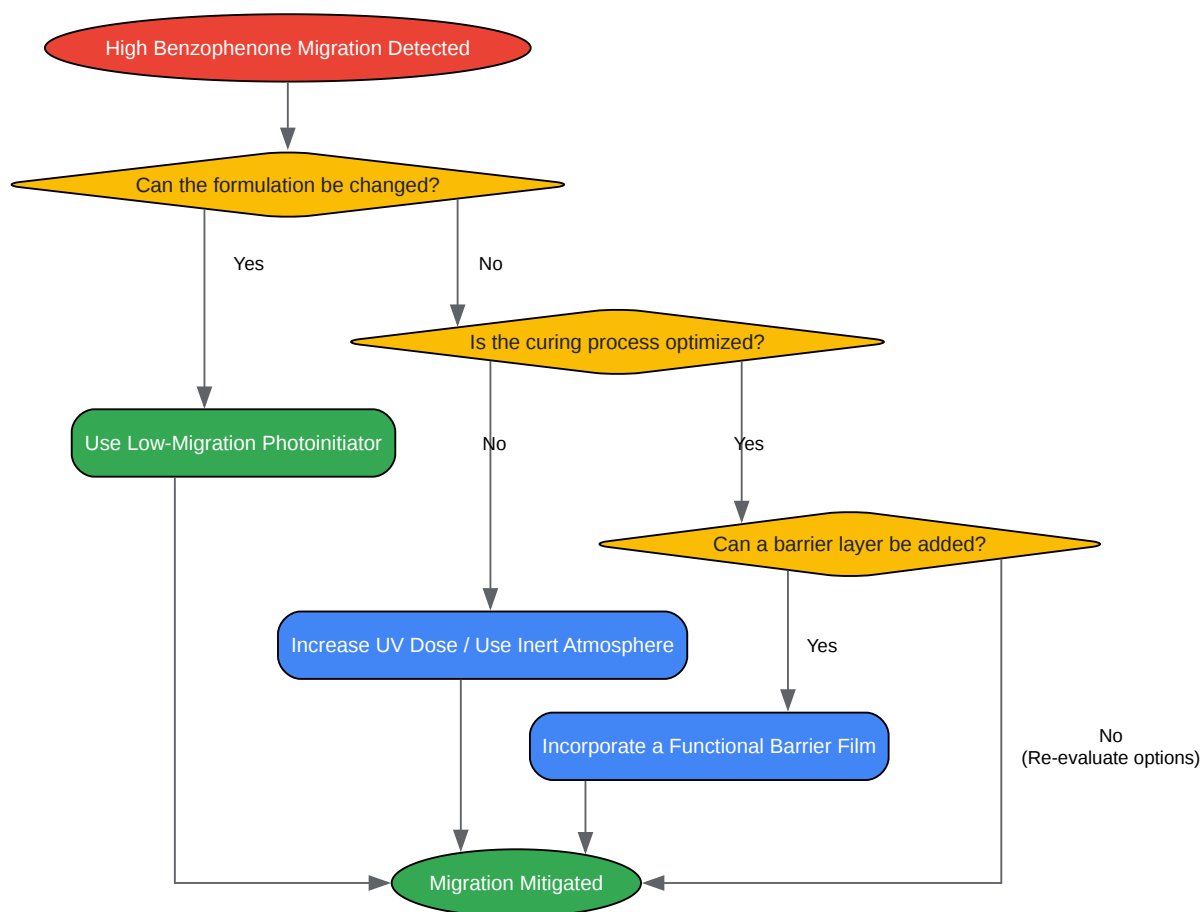 High Benzophenone Migration Detected
Can the formulation be changed?
Yes
No
Is the curing process optimized?
Use Low-Migration Photoinitiator
No
Yes
Can a barrier layer be added?
Increase UV Dose / Use Inert Atmosphere
Yes
Incorporate a Functional Barrier Film
No
(Re-evaluate options)
Migration Mitigated